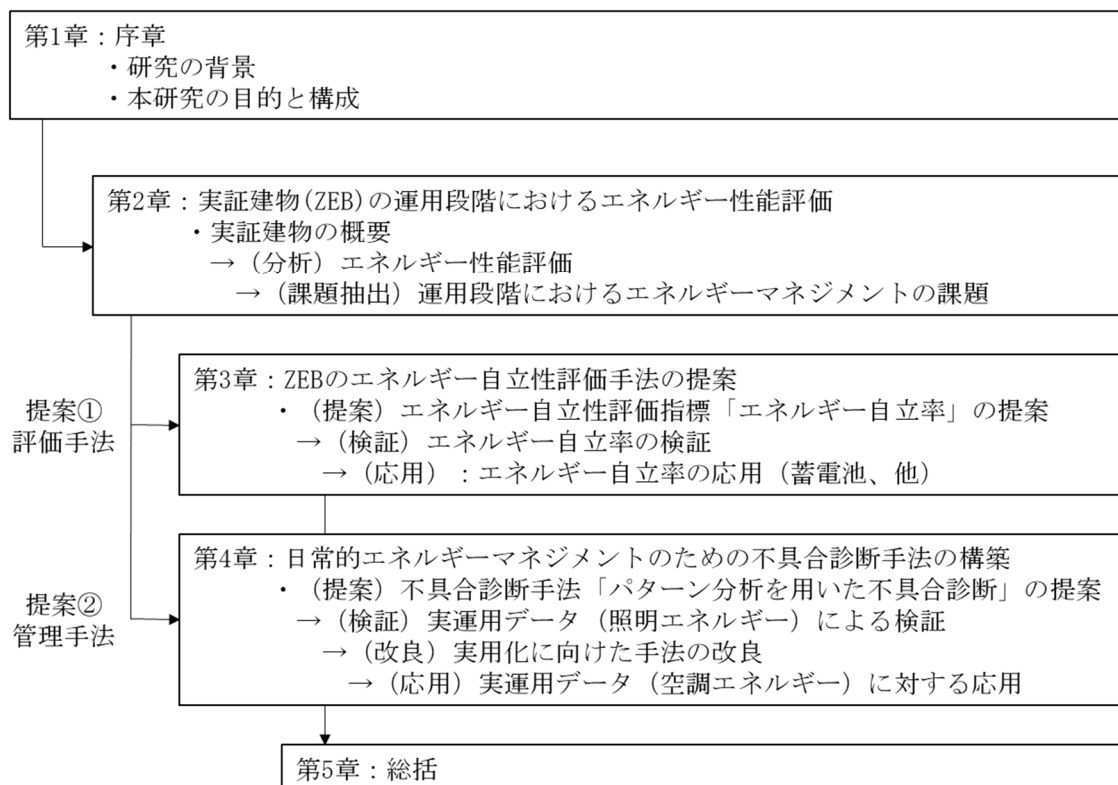 第1章：序章
・研究の背景
・本研究の目的と構成
第2章：実証建物(ZEB)の運用段階におけるエネルギー性能評価
・実証建物の概要
→（分析）エネルギー性能評価
→（課題抽出）運用段階におけるエネルギーマネジメントの課題
提案①
評価手法
第3章：ZEBのエネルギー自立性評価手法の提案
・（提案）エネルギー自立性評価指標「エネルギー自立率」の提案
→（検証）エネルギー自立率の検証
→（応用）：エネルギー自立率の応用（蓄電池、他）
提案②
管理手法
第4章：日常的エネルギーマネジメントのための不具合診断手法の構築
・（提案）不具合診断手法「パターン分析を用いた不具合診断」の提案
→（検証）実運用データ（照明エネルギー）による検証
→（改良）実用化に向けた手法の改良
→（応用）実運用データ（空調エネルギー）に対する応用
第5章：総括